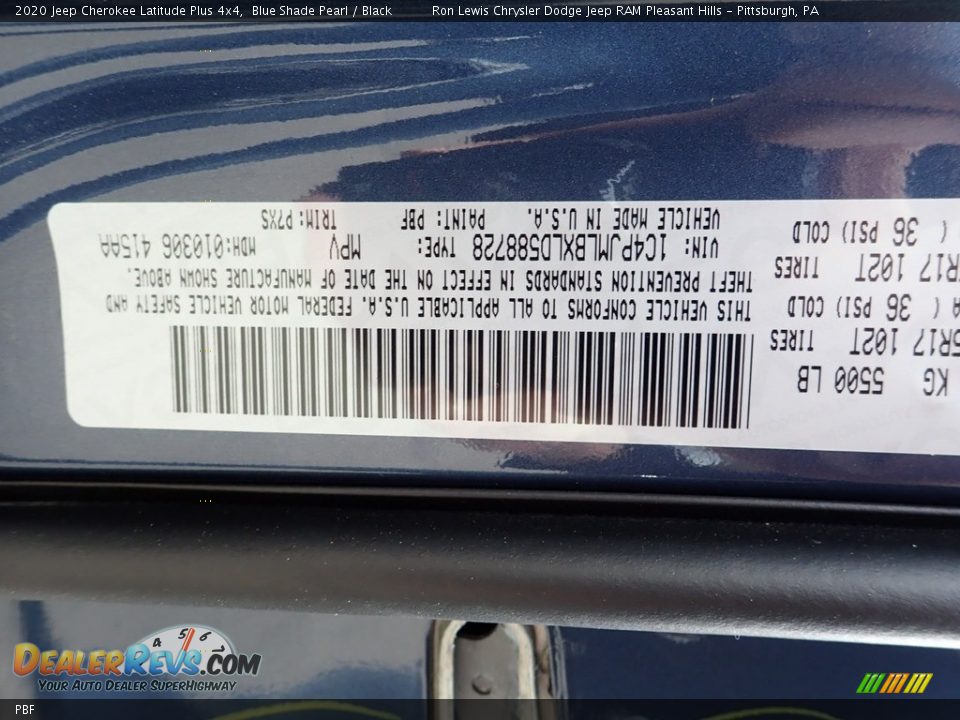 2020 Jeep Cherokee Latitude Plus 4x4, Blue Shade Pearl / Black Ron Lewis Chrysler Dodge Jeep RAM Pleasant Hills - Pittsburgh, PA
KG 5500 LB
5R17 102T TIRES
A ( 36 PSI) COLD
R17 102T TIRES
( 36 PSI) COLD
THIS VEHICLE CONFORMS TO ALL APPLICABLE U.S.A. FEDERAL MOTOR VEHICLE SAFETY AND
THEFT PREVENTION STANDARDS IN EFFECT ON THE DATE OF MANUFACTURE SHOWN ABOVE.
VIN: 1C4PJMLBXLD588728 TYPE: MPV MDH:010306 415AA
VEHICLE MADE IN U.S.A. PAINT: PBF TRIM: P7XS
4 5 6
DEALERREVS.COM
YOUR AUTO DEALER SUPERHIGHWAY
PBF